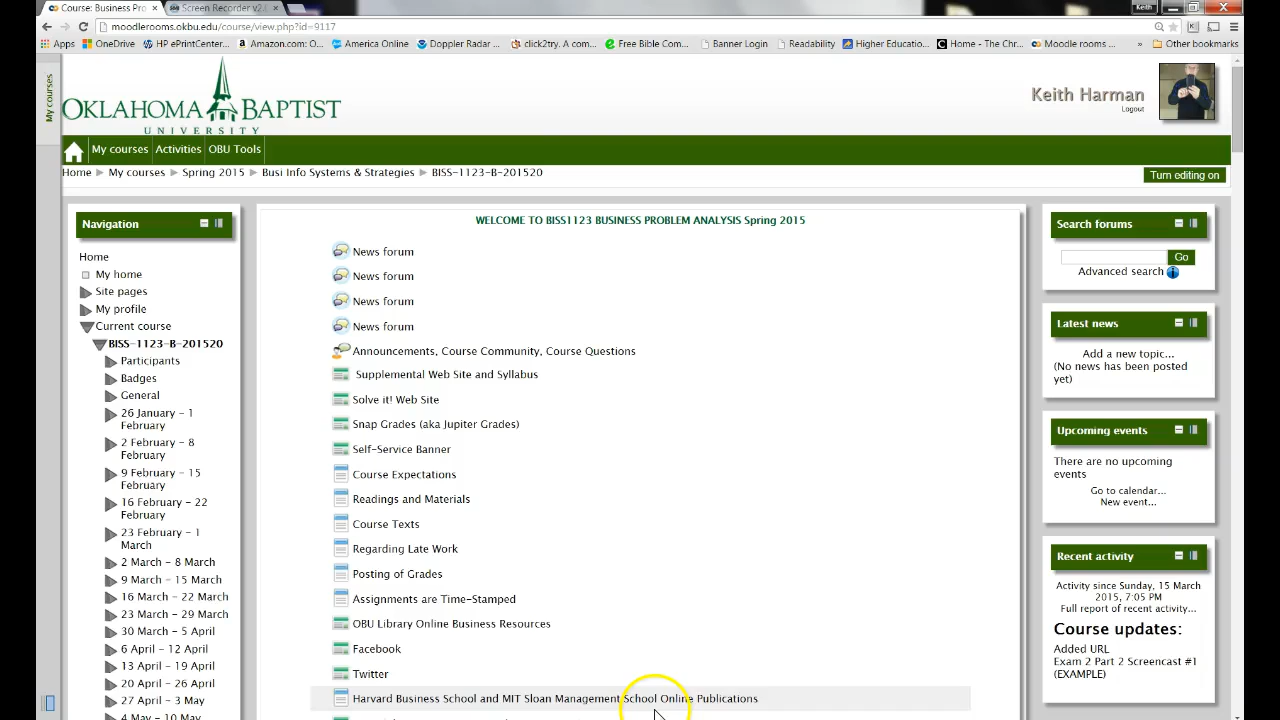 Course: Business Pro
Screen Recorder v2.0
Keith
moodlerooms.okbu.edu/course/view.php?id=9117
Apps
OneDrive
HP ePrintCenter...
Amazon.com: O...
America Online
Doppler Radar...
click2try. A com...
Free Bible Com...
Banner Login
Readability
Higher Educatio...
Home - The Chr...
Moodle rooms ...
»
Other bookmarks
My courses
OKLAHOMA BAPTIST
UNIVERSITY
Keith Harman
Logout
My courses Activities OBU Tools
Home ▶ My courses ▶ Spring 2015 ▶ Busi Info Systems & Strategies ▶ BISS-1123-B-201520
Turn editing on
Navigation
Home
My home
Site pages
My profile
Current course
BISS-1123-B-201520
Participants
Badges
General
26 January - 1
February
2 February - 8
February
9 February - 15
February
16 February - 22
February
23 February - 1
March
2 March - 8 March
9 March - 15 March
16 March - 22 March
23 March - 29 March
30 March - 5 April
6 April - 12 April
13 April - 19 April
20 April - 26 April
27 April - 3 May
4 May - 10 May
WELCOME TO BISS1123 BUSINESS PROBLEM ANALYSIS Spring 2015
News forum
News forum
News forum
News forum
Announcements, Course Community, Course Questions
Supplemental Web Site and Syllabus
Solve it! Web Site
Snap Grades (aka Jupiter Grades)
Self-Service Banner
Course Expectations
Readings and Materials
Course Texts
Regarding Late Work
Posting of Grades
Assignments are Time-Stamped
OBU Library Online Business Resources
Facebook
Twitter
Harvard Business School and MIT Sloan Management School Online Publications
Search forums
Go
Advanced search
Latest news
Add a new topic...
(No news has been posted
yet)
Upcoming events
There are no upcoming
events
Go to calendar...
New event...
Recent activity
Activity since Sunday, 15 March
2015, 7:05 PM
Full report of recent activity...
Course updates:
Added URL
Exam 2 Part 2 Screencast #1
(EXAMPLE)